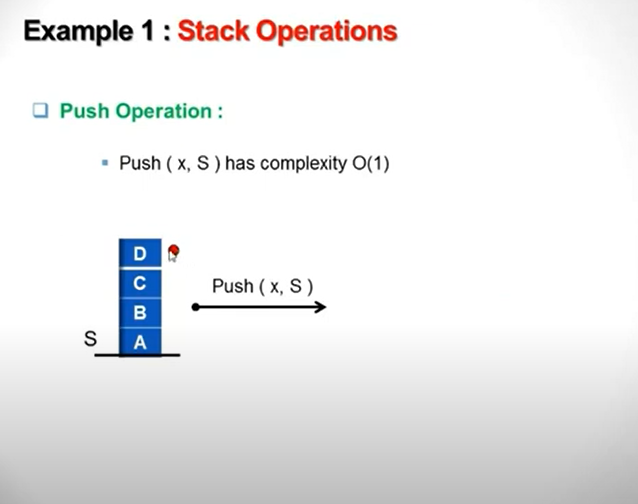 Example 1 : Stack Operations
Push Operation :
Push ( x, S ) has complexity O(1)
D
C
B
A
S
Push ( x, S )